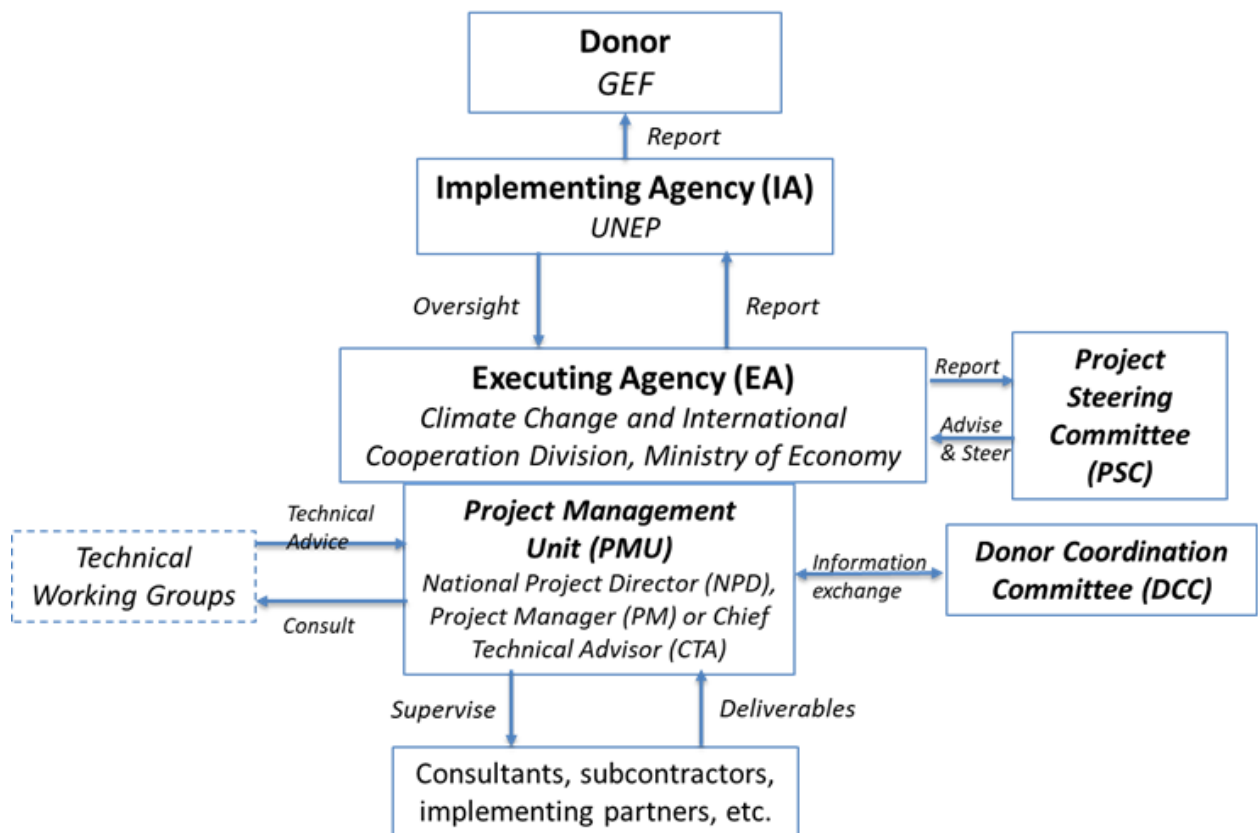 Donor
GEF
Report
Implementing Agency (IA)
UNEP
Oversight
Report
Executing Agency (EA)
Climate Change and International
Cooperation Division, Ministry of Economy
Report
Advise
& Steer
Project
Steering
Committee
(PSC)
Technical
Advice
Technical
Working Groups
Consult
Project Management
Unit (PMU)
National Project Director (NPD),
Project Manager (PM) or Chief
Technical Advisor (CTA)
Information
exchange
Donor Coordination
Committee (DCC)
Supervise
Deliverables
Consultants, subcontractors,
implementing partners, etc.